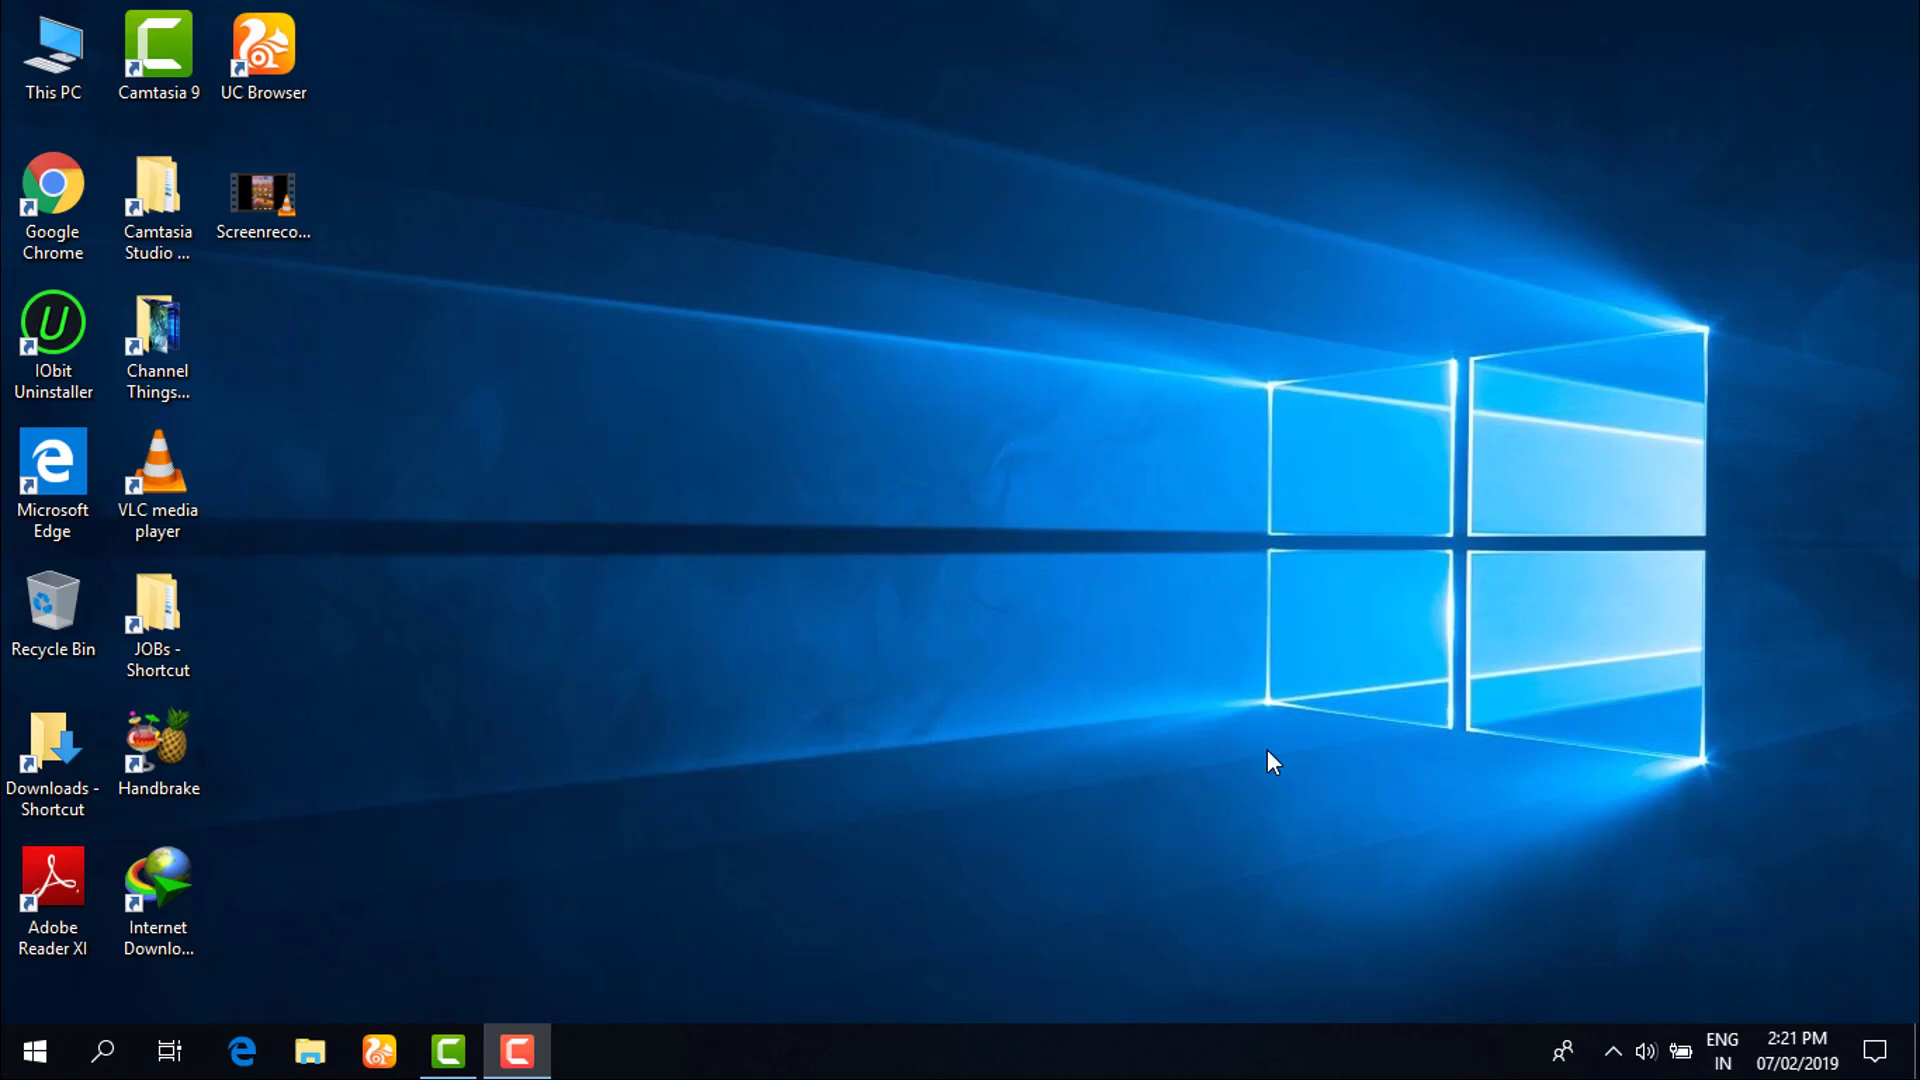 This PC
Camtasia 9
UC Browser
Google
Chrome
Camtasia
Studio ...
Screenreco...
IObit
Uninstaller
Channel
Things...
Microsoft
Edge
VLC media
player
Recycle Bin
JOBs -
Shortcut
Downloads -
Shortcut
Handbrake
Adobe
Reader XI
Internet
Downlo...
ENG
IN
2:21 PM
07/02/2019